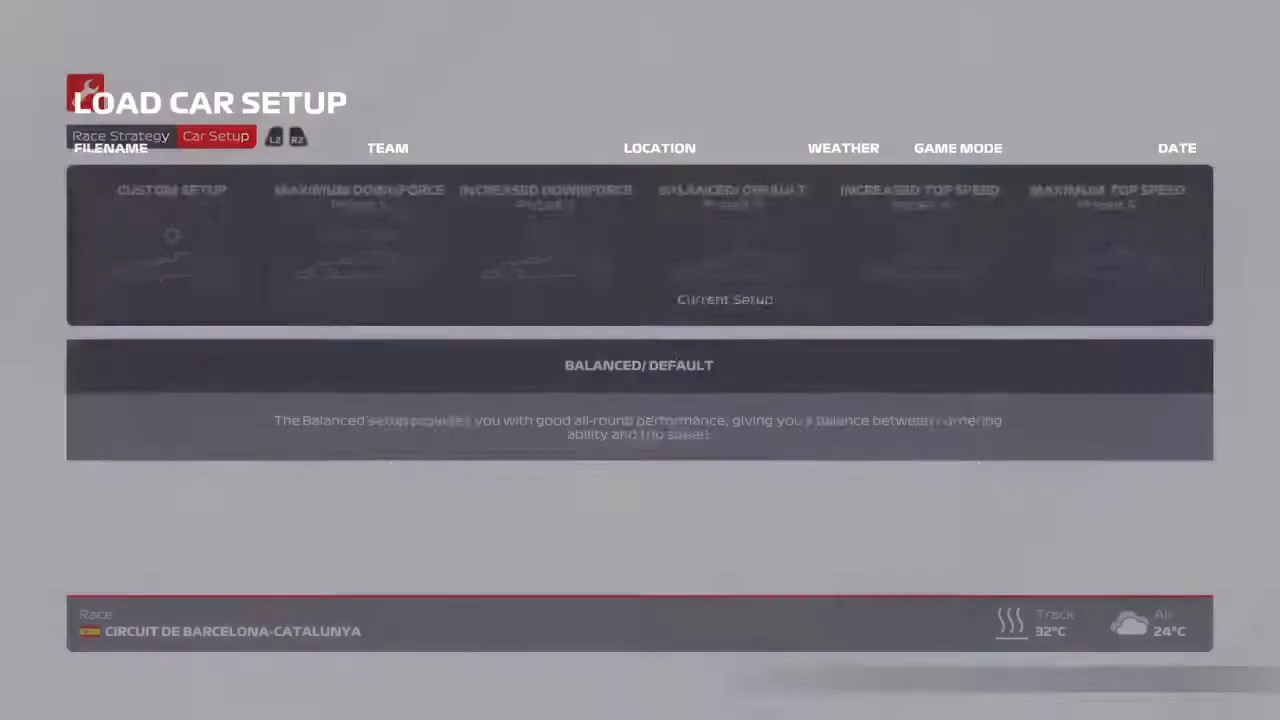 LOAD CAR SETUP
Race Strategy Car Setup L2 R2
FILENAME TEAM LOCATION WEATHER GAME MODE DATE
CUSTOM SETUP MAXIMUM DOWNFORCE INCREASED DOWNFORCE BALANCED/ DEFAULT INCREASED TOP SPEED MAXIMUM TOP SPEED
Current Setup
BALANCED/ DEFAULT
The Balanced setup provides you with good all-round performance, giving you a balance between cornering
ability and top speed.
Race Track Air
CIRCUIT DE BARCELONA-CATALUNYA 32°C 24°C